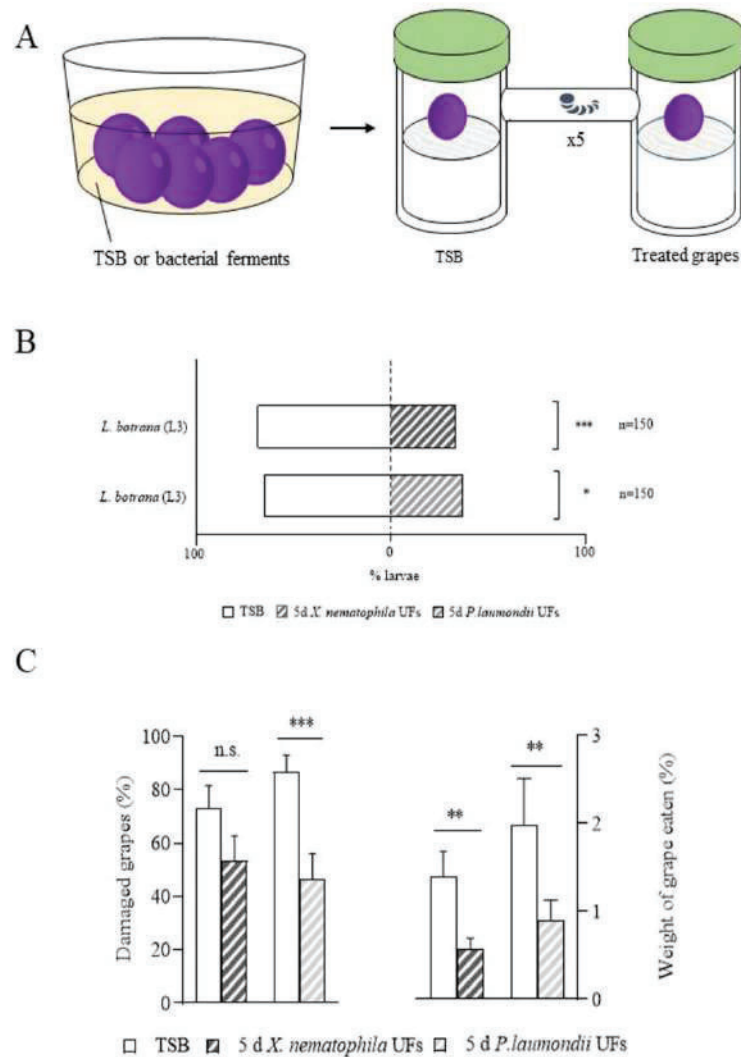 A
TSB or bacterial ferments
x5
TSB
Treated grapes
B
L. botrana (L3)
*** n=150
L. botrana (L3)
* n=150
100 0 100
% larvae
TSB 5d X. nematophila UFs 5d P.laumondii UFs
C
n.s. ***
** **
Damaged grapes (%)
100
80
60
40
20
0
3
2
1
0
Weight of grape eaten (%)
TSB 5 d X. nematophila UFs 5 d P.laumondii UFs